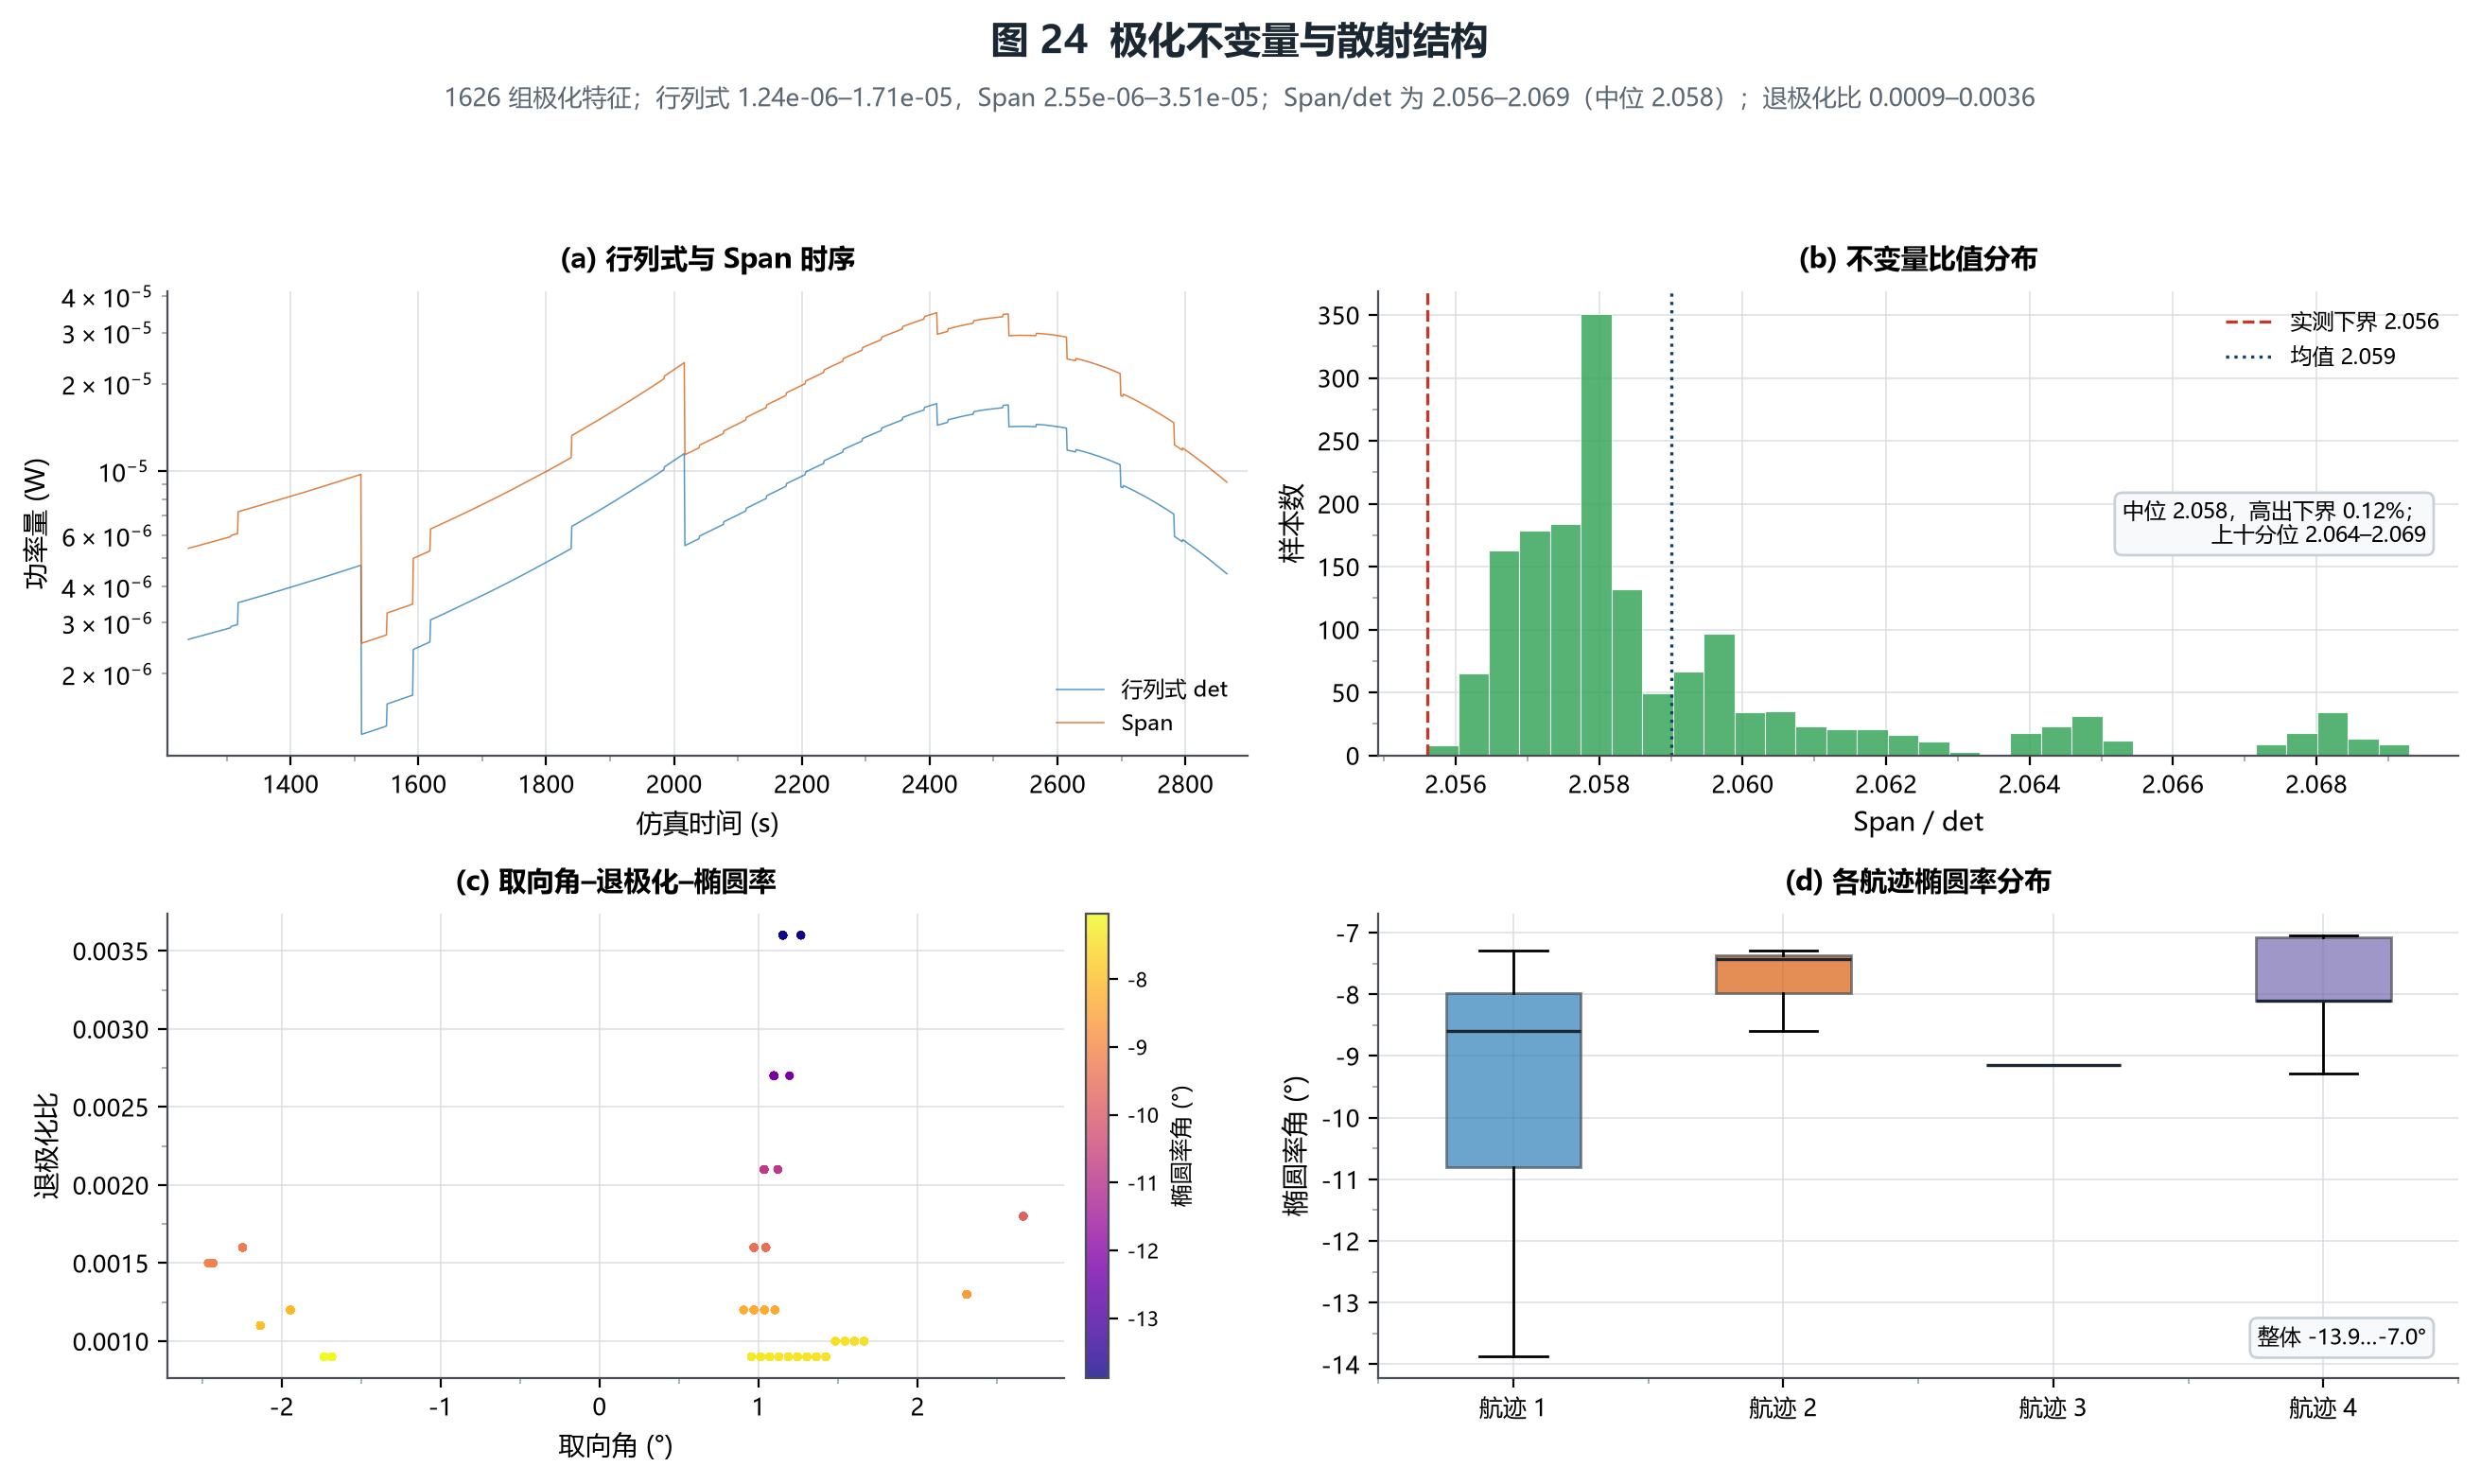 图 24 极化不变量与散射结构
1626 组极化特征；行列式 1.24e-06–1.71e-05，Span 2.55e-06–3.51e-05；Span/det 为 2.056–2.069（中位 2.058）；退极化比 0.0009–0.0036
(a) 行列式与 Span 时序
功率量 (W)
4 × 10⁻⁵
3 × 10⁻⁵
2 × 10⁻⁵
10⁻⁵
6 × 10⁻⁶
4 × 10⁻⁶
3 × 10⁻⁶
2 × 10⁻⁶
行列式 det
Span
1400 1600 1800 2000 2200 2400 2600 2800
仿真时间 (s)
(b) 不变量比值分布
样本数
350
300
250
200
150
100
50
0
实测下界 2.056
均值 2.059
中位 2.058，高出下界 0.12%；
上十分位 2.064–2.069
2.056 2.058 2.060 2.062 2.064 2.066 2.068
Span / det
(c) 取向角–退极化–椭圆率
退极化比
0.0035
0.0030
0.0025
0.0020
0.0015
0.0010
-2 -1 0 1 2
取向角 (°)
-8
-9
-10
-11
-12
-13
椭圆率角 (°)
(d) 各航迹椭圆率分布
椭圆率角 (°)
-7
-8
-9
-10
-11
-12
-13
-14
整体 -13.9…-7.0°
航迹 1 航迹 2 航迹 3 航迹 4